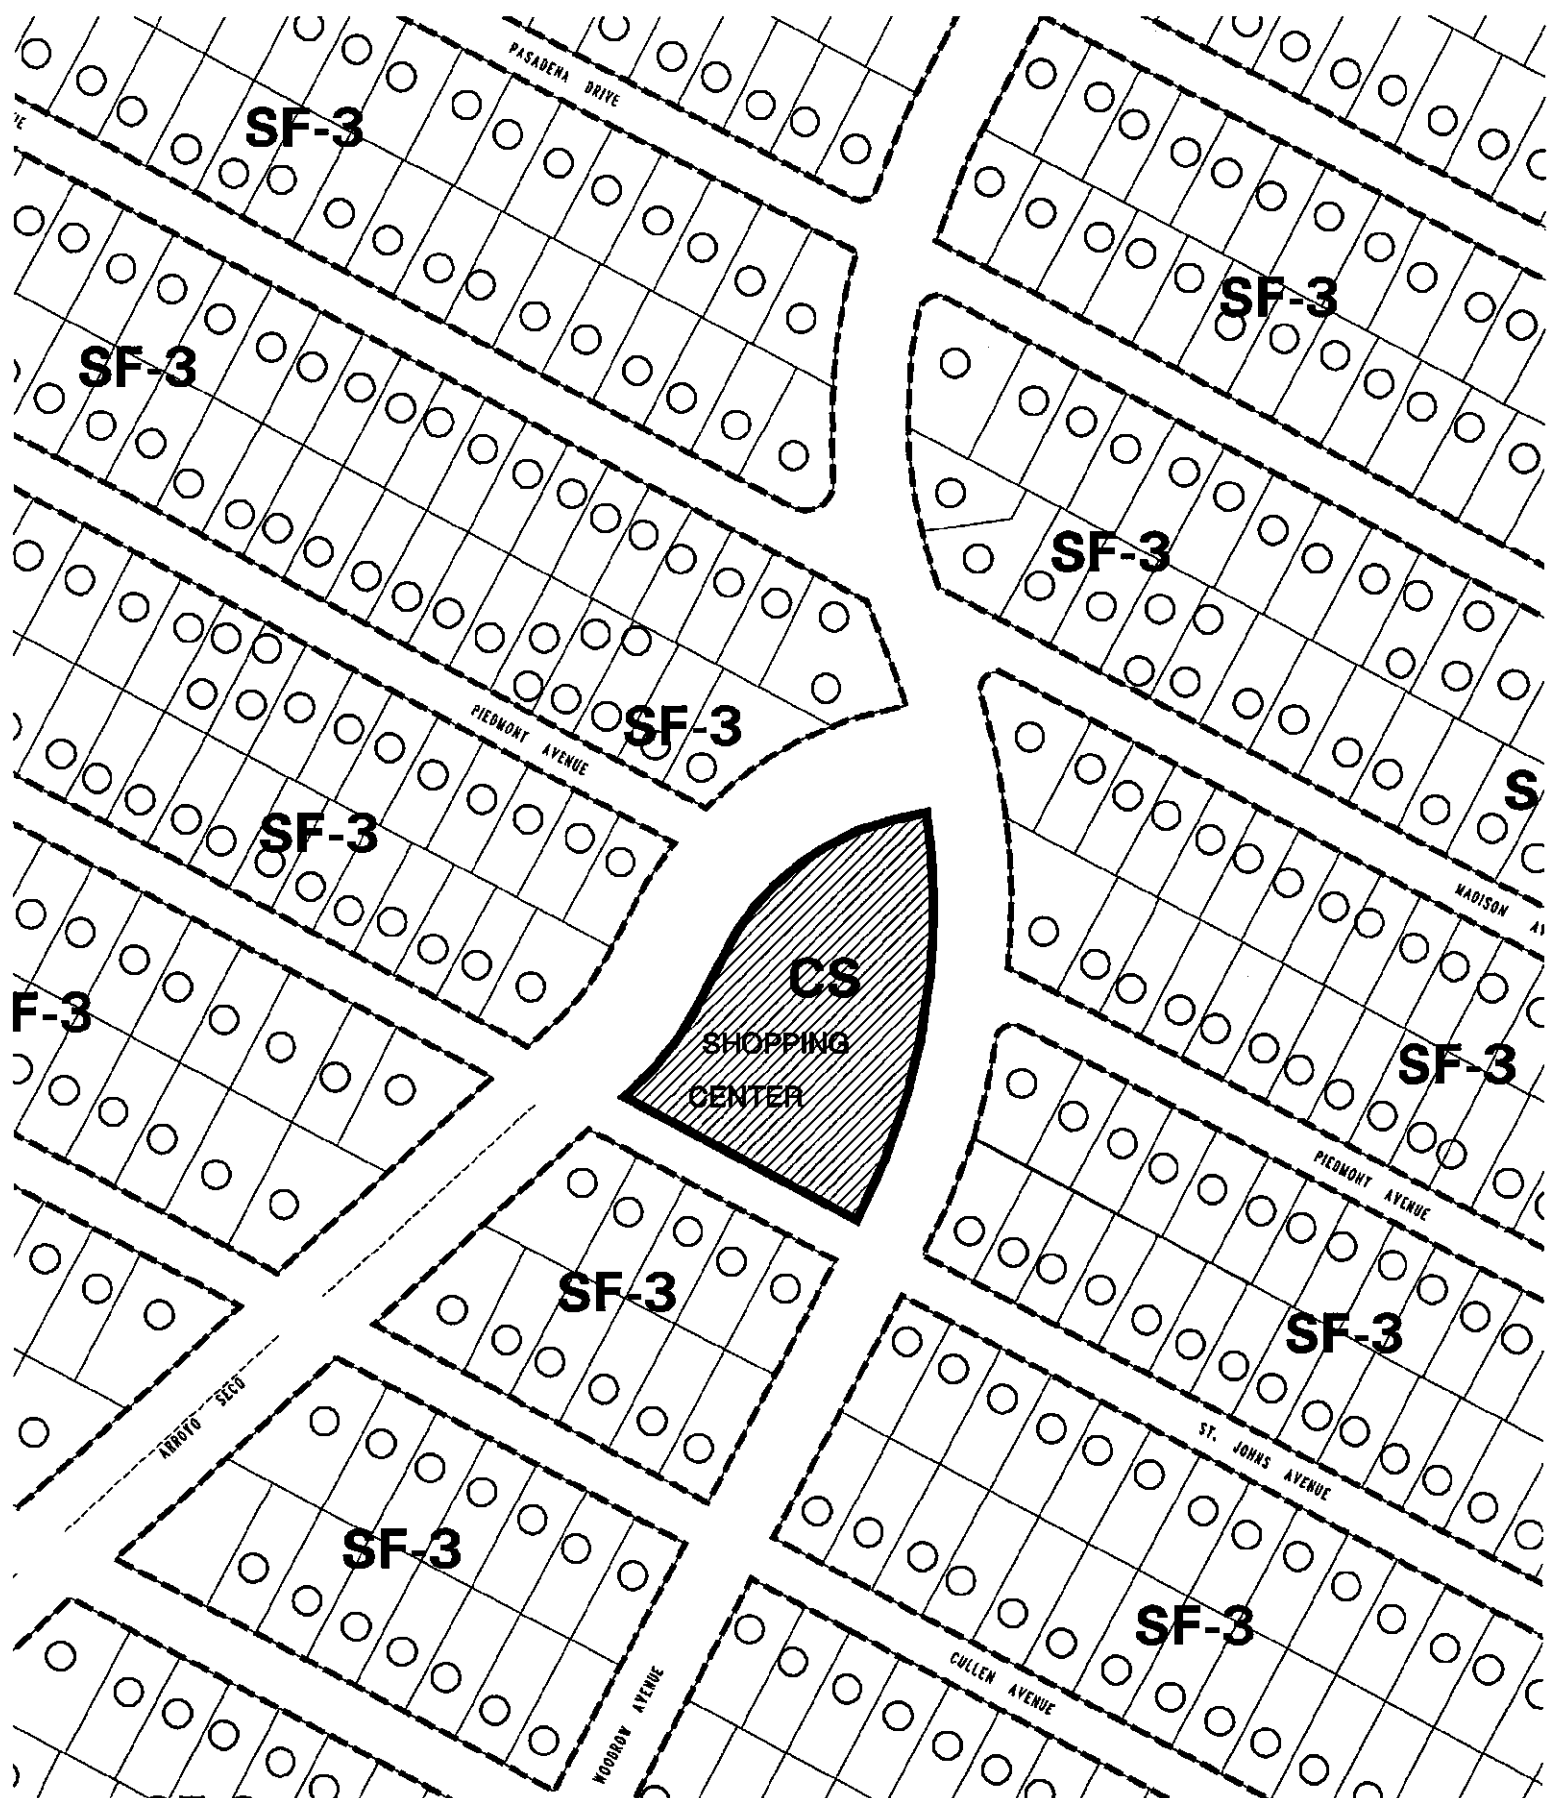 PASADENA DRIVE
SF-3
SF-3
SF-3
SF-3
SF-3
PIEDMONT AVENUE
S
SF-3
MADISON AV
CS
F-3
SHOPPING
SF-3
CENTER
PIEDMONT AVENUE
SF-3
SF-3
ARROYO SECO
ST. JOHNS AVENUE
SF-3
SF-3
CULLEN AVENUE
WOODROW AVENUE